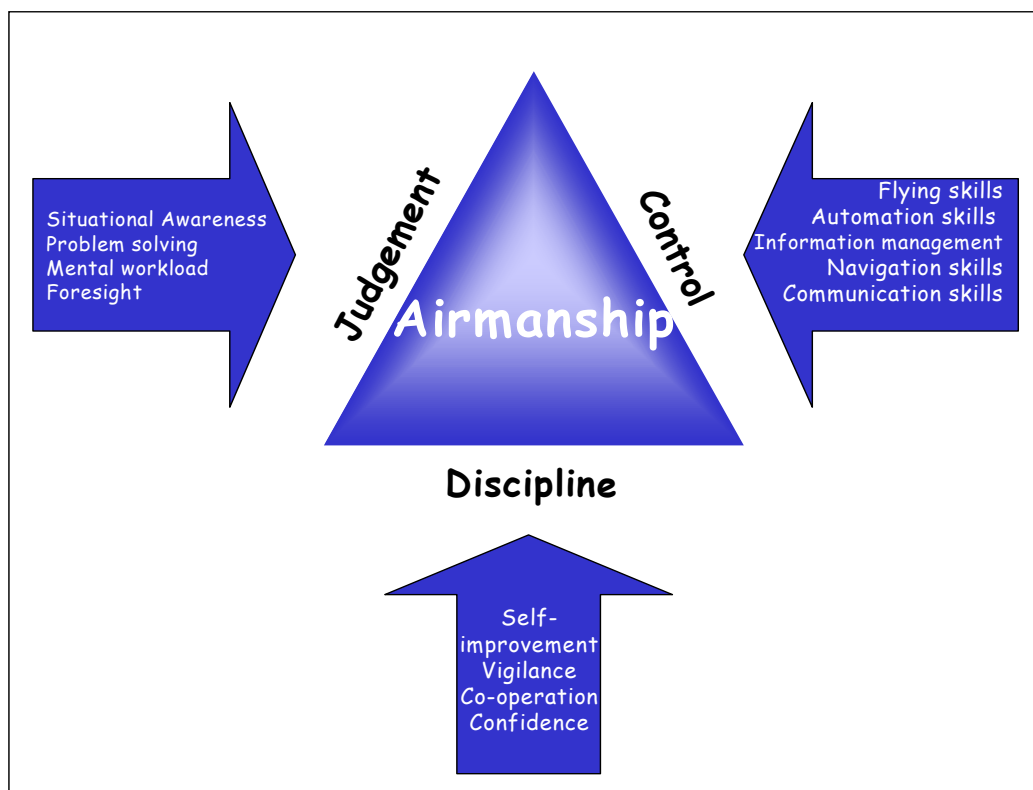 Situational Awareness
Problem solving
Mental workload
Foresight
Judgement
Control
Airmanship
Flying skills
Automation skills
Information management
Navigation skills
Communication skills
Discipline
Self-
improvement
Vigilance
Co-operation
Confidence